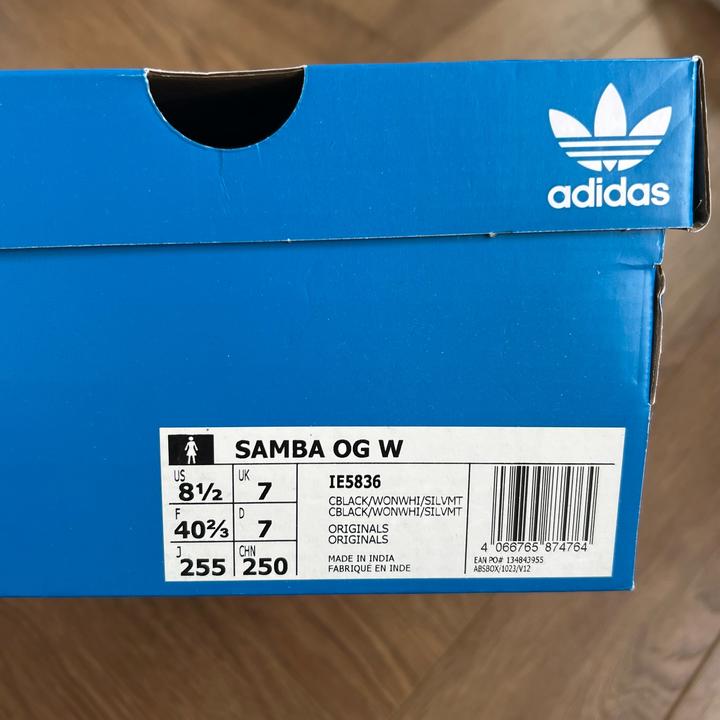 adidas
SAMBA OG W
US 8½ UK 7
F 40⅔ D 7
J 255 CHN 250
IE5836
CBLACK/WONWHI/SILVMT
CBLACK/WONWHI/SILVMT
ORIGINALS
ORIGINALS
MADE IN INDIA
FABRIQUÉ EN INDE
4 066765 874764
EAN PO# 134843955
ABSBOX/1023/V12